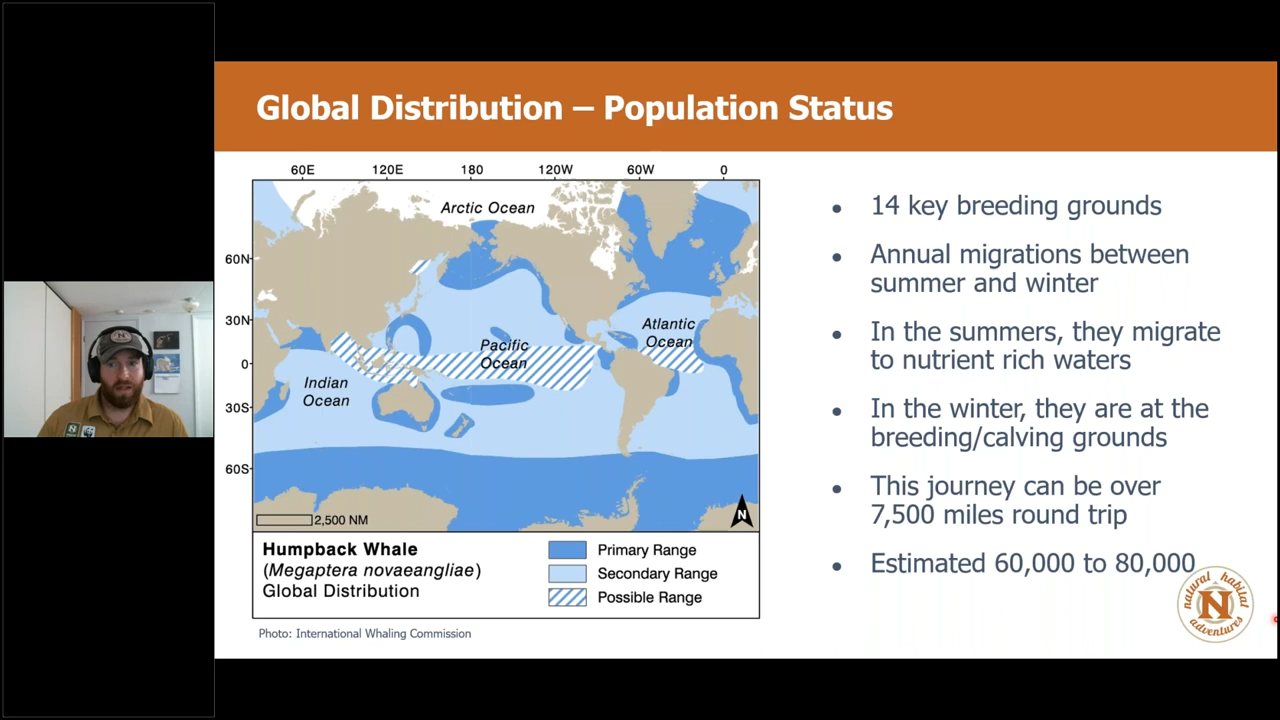 Global Distribution – Population Status
60E 120E 180 120W 60W 0
Arctic Ocean
60N
30N
0
30S
60S
Atlantic
Ocean
Pacific
Ocean
Indian
Ocean
2,500 NM
N
Humpback Whale
(Megaptera novaeangliae)
Global Distribution
Primary Range
Secondary Range
Possible Range
Photo: International Whaling Commission
• 14 key breeding grounds
• Annual migrations between
summer and winter
• In the summers, they migrate
to nutrient rich waters
• In the winter, they are at the
breeding/calving grounds
• This journey can be over
7,500 miles round trip
• Estimated 60,000 to 80,000
natural habitat
N
adventures